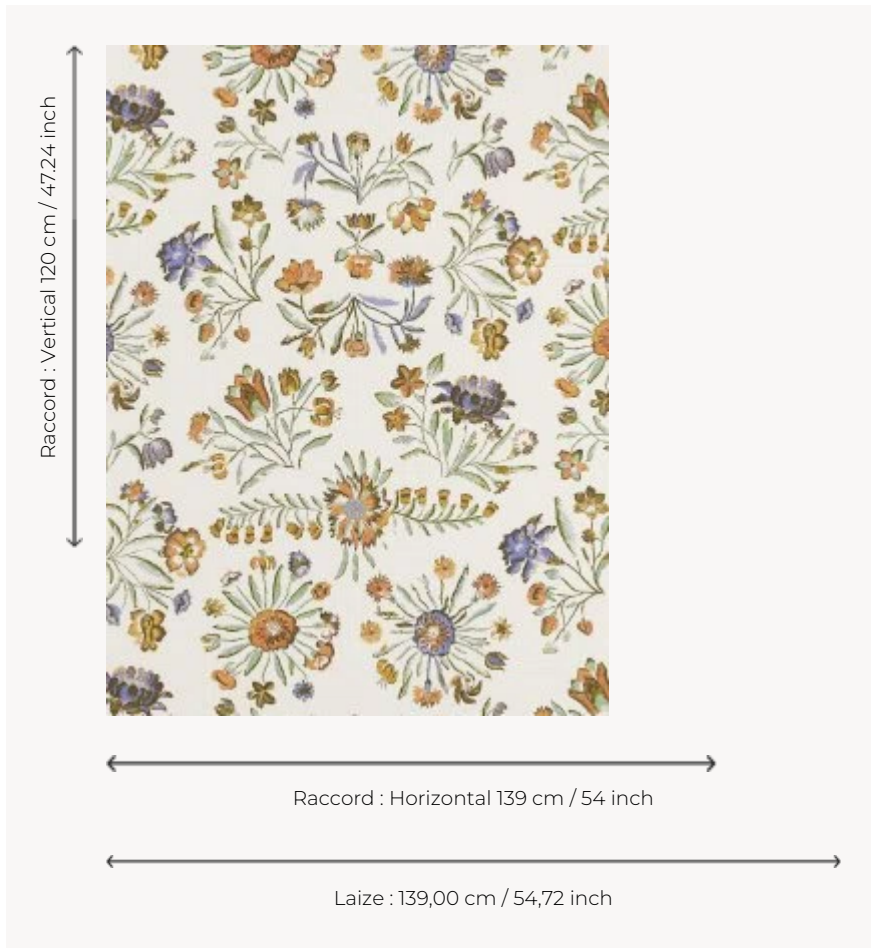 Raccord : Vertical 120 cm / 47.24 inch
Raccord : Horizontal 139 cm / 54 inch
Laize : 139,00 cm / 54,72 inch